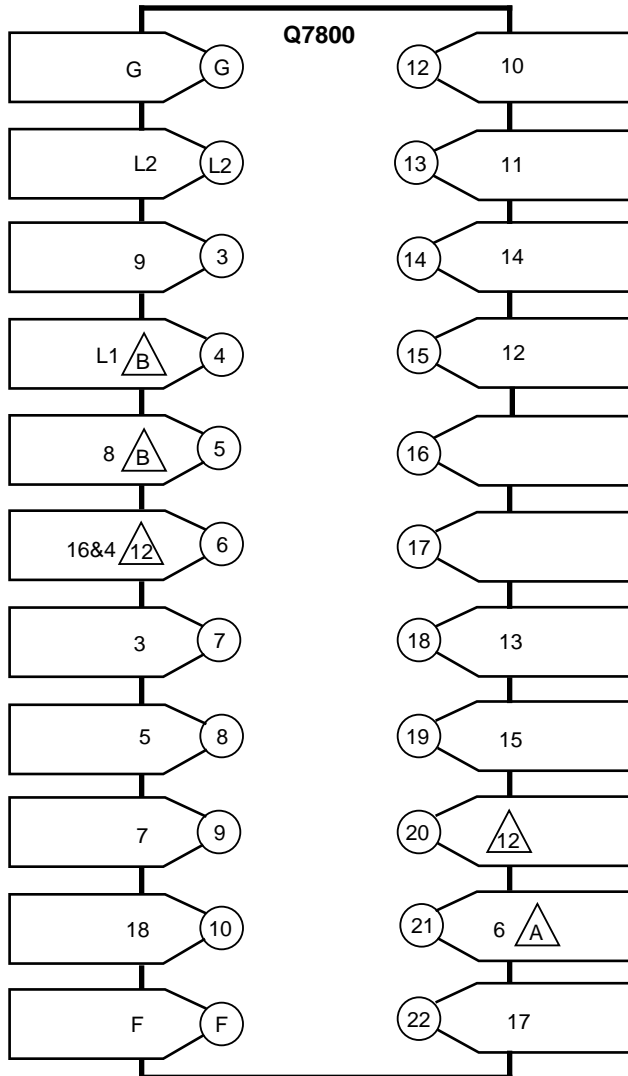 Q7800
G G 12 10
L2 L2 13 11
9 3 14 14
L1 B 4 15 12
8 B 5 16
16&4 12 6 17
3 7 18 13
5 8 19 15
7 9 20 12
18 10 21 6 A
F F 22 17